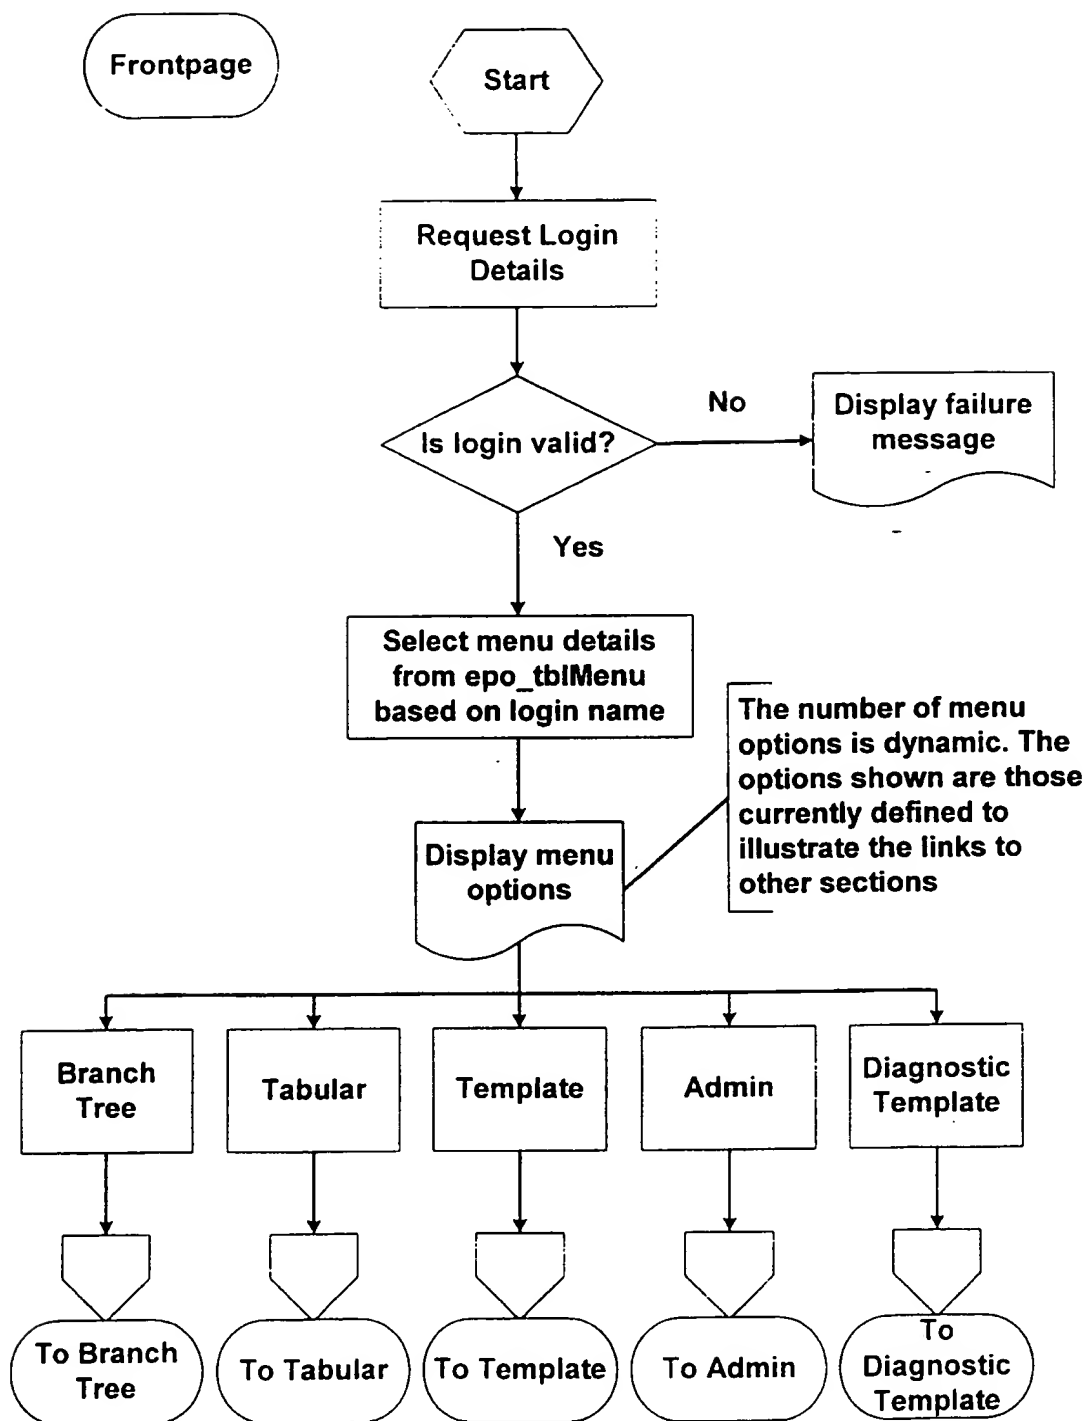 Frontpage
Start
Request Login
Details
Is login valid?
No
Display failure
message
Yes
Select menu details
from epo_tblMenu
based on login name
The number of menu
options is dynamic. The
options shown are those
currently defined to
illustrate the links to
other sections
Display menu
options
Branch
Tree
Tabular
Template
Admin
Diagnostic
Template
To Branch
Tree
To Tabular
To Template
To Admin
To
Diagnostic
Template